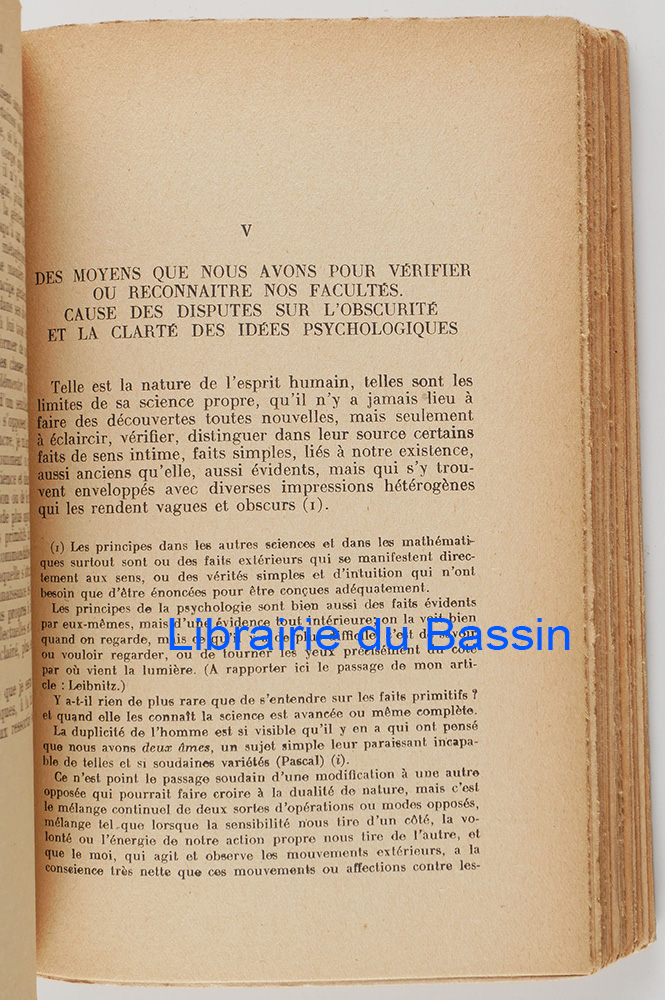 V
DES MOYENS QUE NOUS AVONS POUR VÉRIFIER
OU RECONNAITRE NOS FACULTÉS.
CAUSE DES DISPUTES SUR L'OBSCURITÉ
ET LA CLARTÉ DES IDÉES PSYCHOLOGIQUES
Telle est la nature de l'esprit humain, telles sont les
limites de sa science propre, qu'il n'y a jamais lieu à
faire des découvertes toutes nouvelles, mais seulement
à éclaircir, vérifier, distinguer dans leur source certains
faits de sens intime, faits simples, liés à notre existence,
aussi anciens qu'elle, aussi évidents, mais qui s'y trou-
vent enveloppés avec diverses impressions hétérogènes
qui les rendent vagues et obscurs (1).
(1) Les principes dans les autres sciences et dans les mathémati-
ques surtout sont ou des faits extérieurs qui se manifestent direc-
tement aux sens, ou des vérités simples et d'intuition qui n'ont
besoin que d'être énoncées pour être conçues adéquatement.
Les principes de la psychologie sont bien aussi des faits évidents
par eux-mêmes, mais d'une évidence tout intérieure; on la voit bien
quand on regarde, mais ce qu'il y a de plus difficile c'est de
ou vouloir regarder, ou de tourner les yeux précisément du côté
par où vient la lumière. (A rapporter ici le passage de mon arti-
cle : Leibnitz.)
Y a-t-il rien de plus rare que de s'entendre sur les faits primitifs ?
et quand elle les connaît la science est avancée ou même complète.
La duplicité de l'homme est si visible qu'il y en a qui ont pensé
que nous avons deux âmes, un sujet simple leur paraissant incapa-
ble de telles et si soudaines variétés (Pascal) (i).
Ce n'est point le passage soudain d'une modification à une autre
opposée qui pourrait faire croire à la dualité de nature, mais c'est
le mélange continuel de deux sortes d'opérations ou modes opposés,
mélange tel que lorsque la sensibilité nous tire d'un côté, la vo-
lonté ou l'énergie de notre action propre nous tire de l'autre, et
que le moi, qui agit et observe les mouvements extérieurs, a la
conscience très nette que ces mouvements ou affections contre les-
Librairie du Bassin